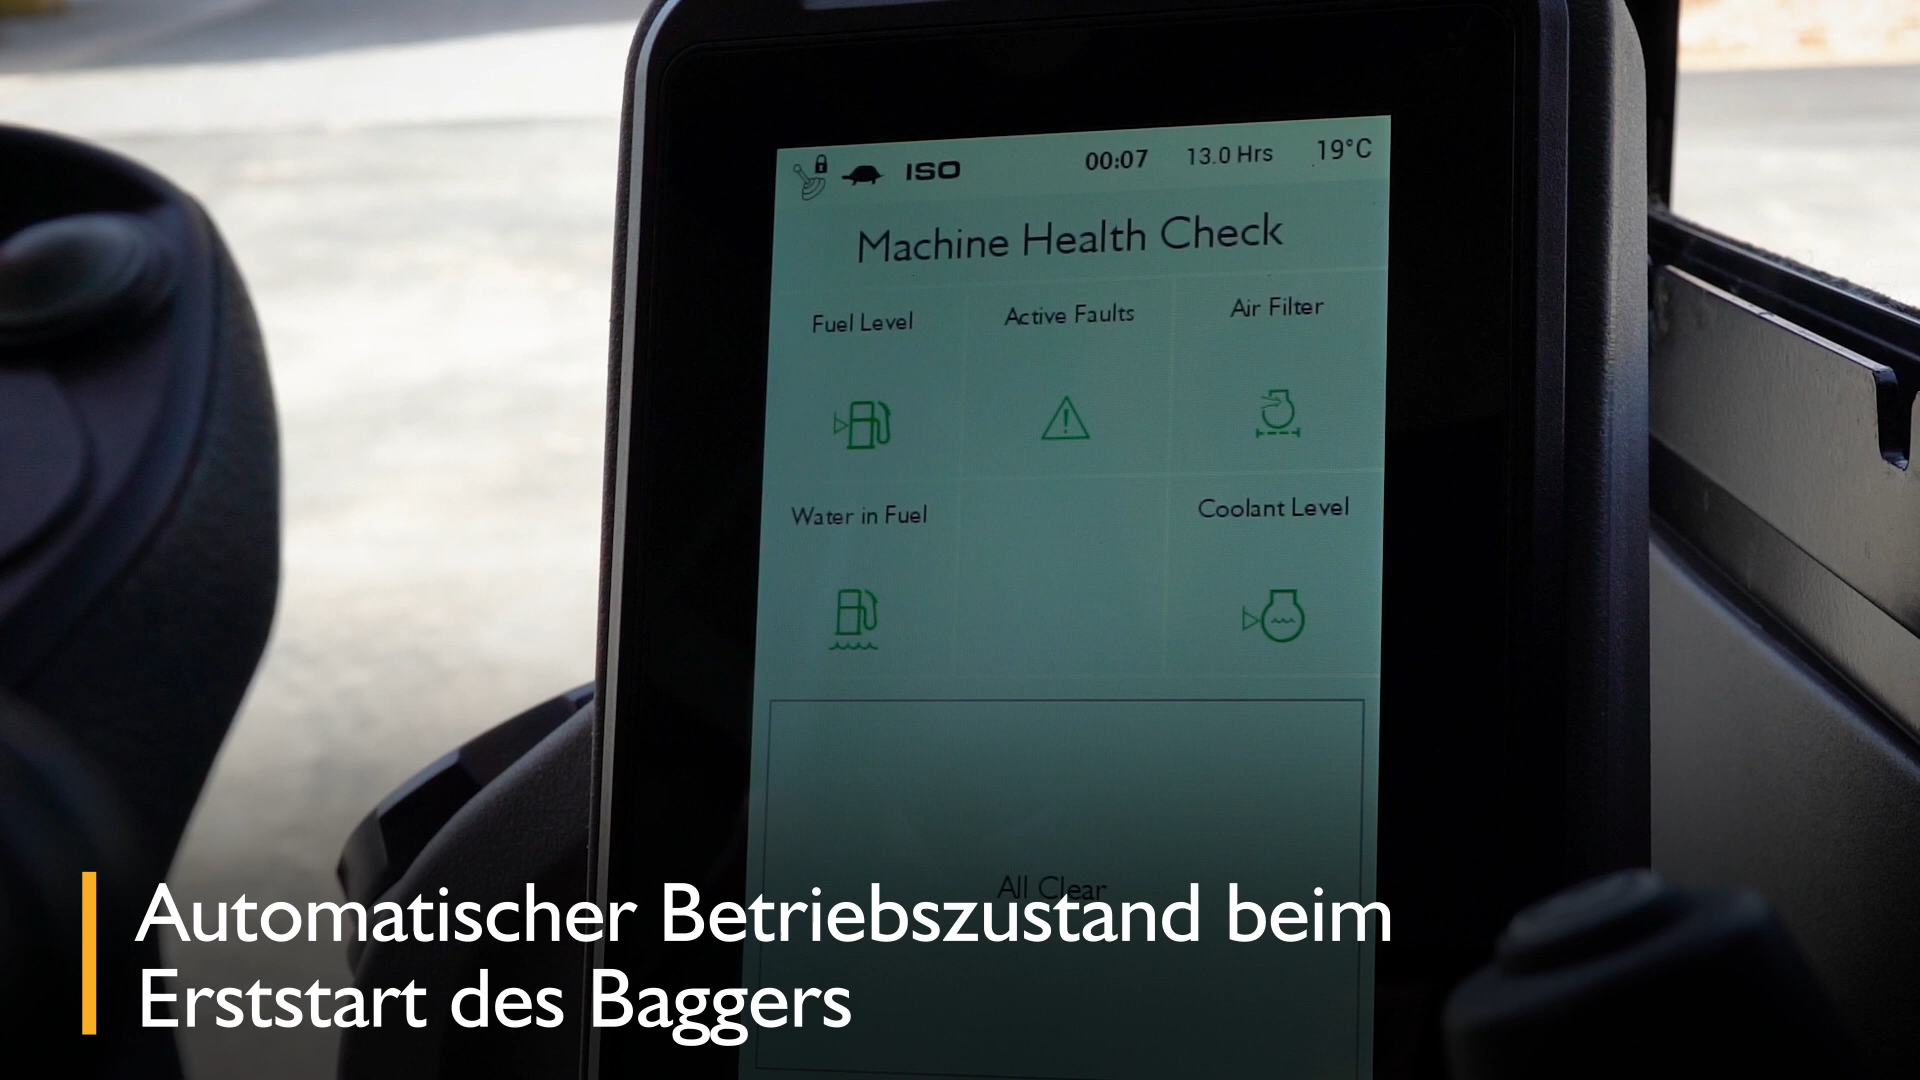 ISO 00:07 13.0 Hrs 19°C
Machine Health Check
Fuel Level Active Faults Air Filter
Water in Fuel Coolant Level
All Clear
Automatischer Betriebszustand beim
Erststart des Baggers